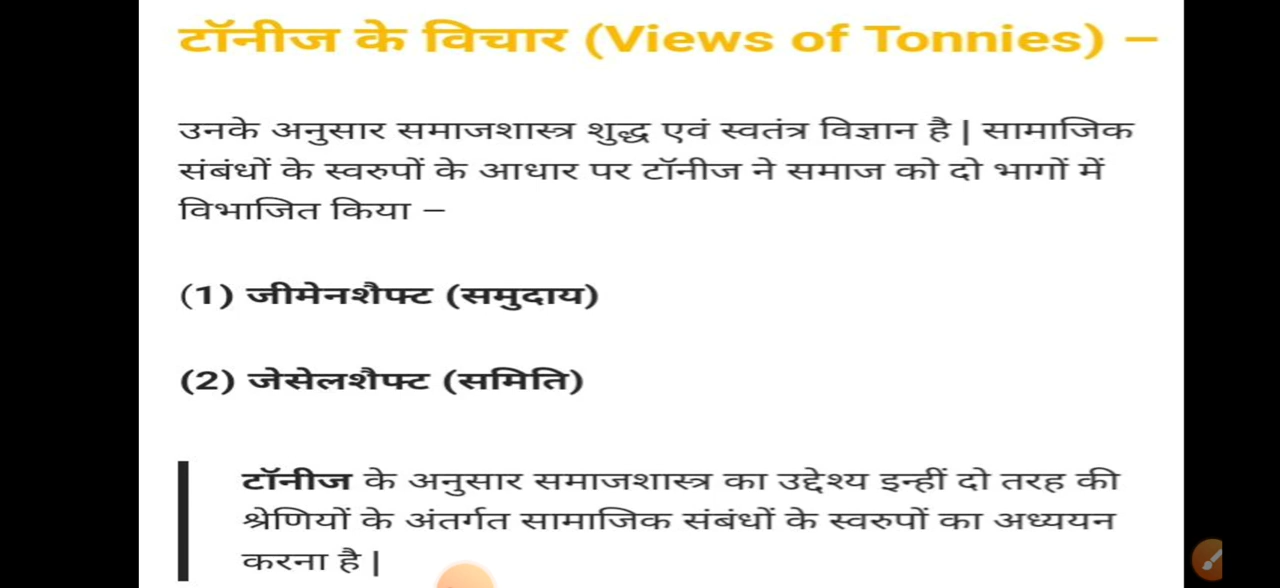 टॉनीज के विचार (Views of Tonnies) –
उनके अनुसार समाजशास्त्र शुद्ध एवं स्वतंत्र विज्ञान है | सामाजिक
संबंधों के स्वरुपों के आधार पर टॉनीज ने समाज को दो भागों में
विभाजित किया –
(1) जीमेनशैफ्ट (समुदाय)
(2) जेसेलशैफ्ट (समिति)
टॉनीज के अनुसार समाजशास्त्र का उद्देश्य इन्हीं दो तरह की
श्रेणियों के अंतर्गत सामाजिक संबंधों के स्वरुपों का अध्ययन
करना है |